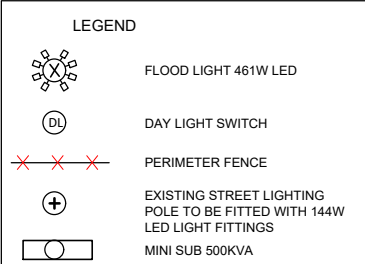 LEGEND
X
FLOOD LIGHT 461W LED
DL
DAY LIGHT SWITCH
PERIMETER FENCE
EXISTING STREET LIGHTING
POLE TO BE FITTED WITH 144W
LED LIGHT FITTINGS
MINI SUB 500KVA